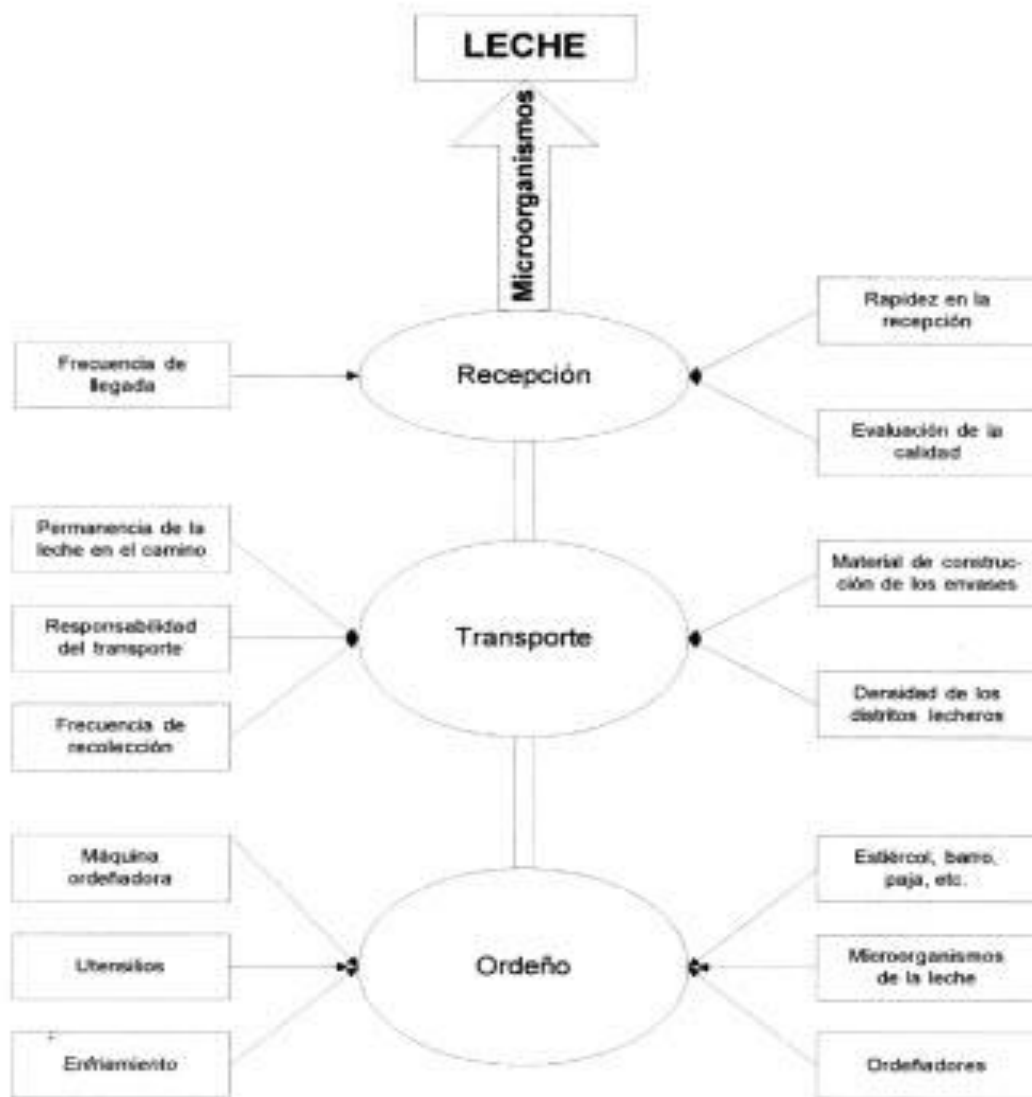 LECHE
Microorganismos
Rapidez en la
recepción
Frecuencia de
llegada
Recepción
Evaluación de la
calidad
Permanencia de la
leche en el camino
Material de construc-
ción de los envases
Responsabilidad
del transporte
Transporte
Frecuencia de
recolección
Densidad de los
distritos lecheros
Máquina
ordeñadora
Estiércol, barro,
paja, etc.
Utensilios
Ordeño
Microorganismos
de la leche
Enfriamiento
Ordeñadores